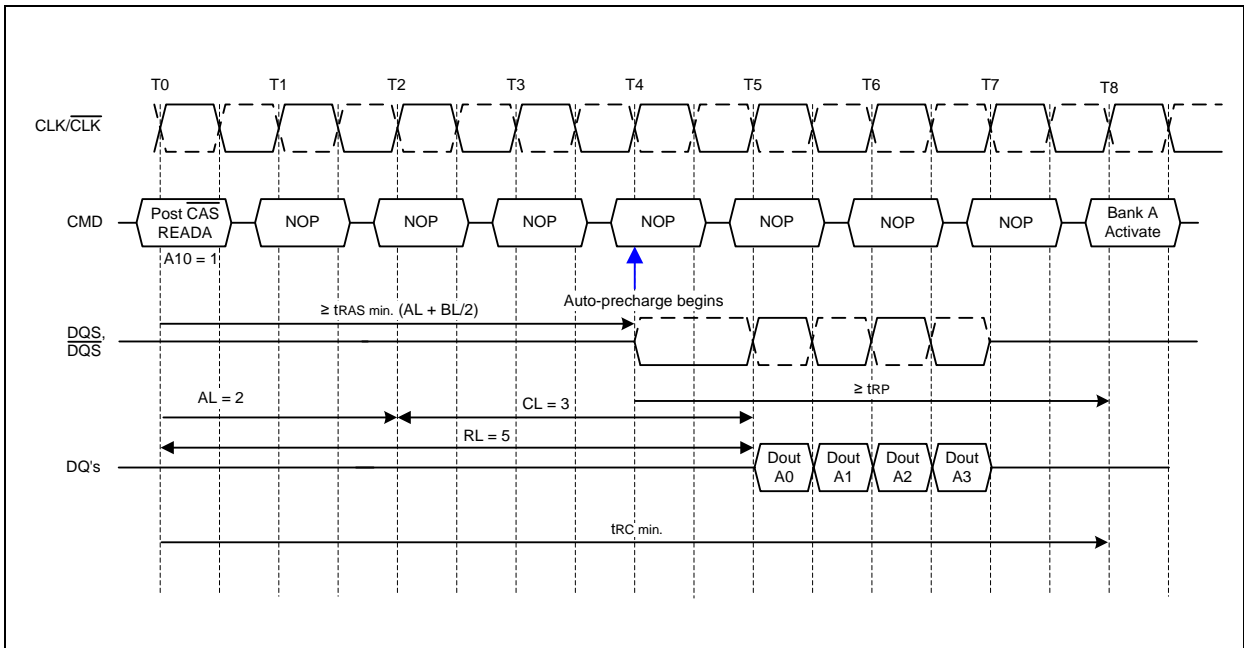 T0 T1 T2 T3 T4 T5 T6 T7 T8
CLK/CLK
CMD
Post CAS
READA
NOP NOP NOP NOP NOP NOP NOP
Bank A
Activate
A10 = 1
Auto-precharge begins
≥ tRAS min. (AL + BL/2)
DQS,
DQS
≥ tRP
AL = 2
CL = 3
RL = 5
DQ's
Dout
A0
Dout
A1
Dout
A2
Dout
A3
tRC min.